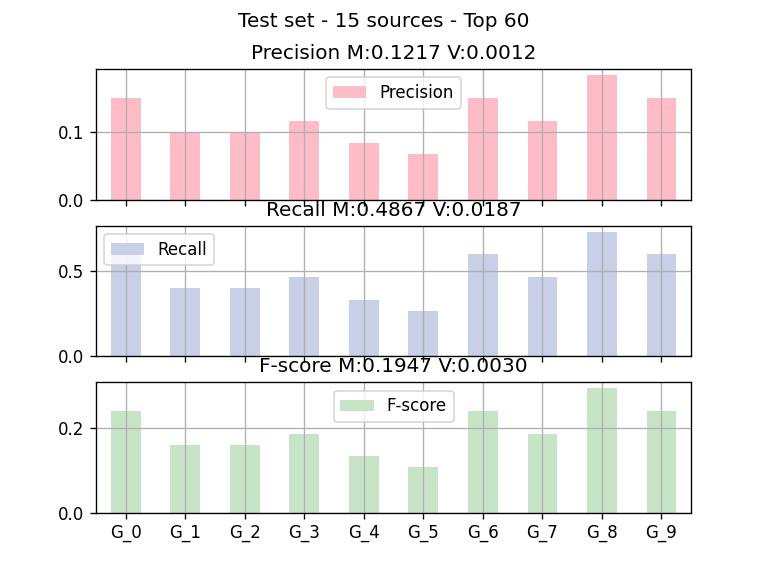 Test set - 15 sources - Top 60
Precision M:0.1217 V:0.0012
Precision
0.1
0.0
Recall M:0.4867 V:0.0187
Recall
0.5
0.0
F-score M:0.1947 V:0.0030
F-score
0.2
0.0
G_0 G_1 G_2 G_3 G_4 G_5 G_6 G_7 G_8 G_9